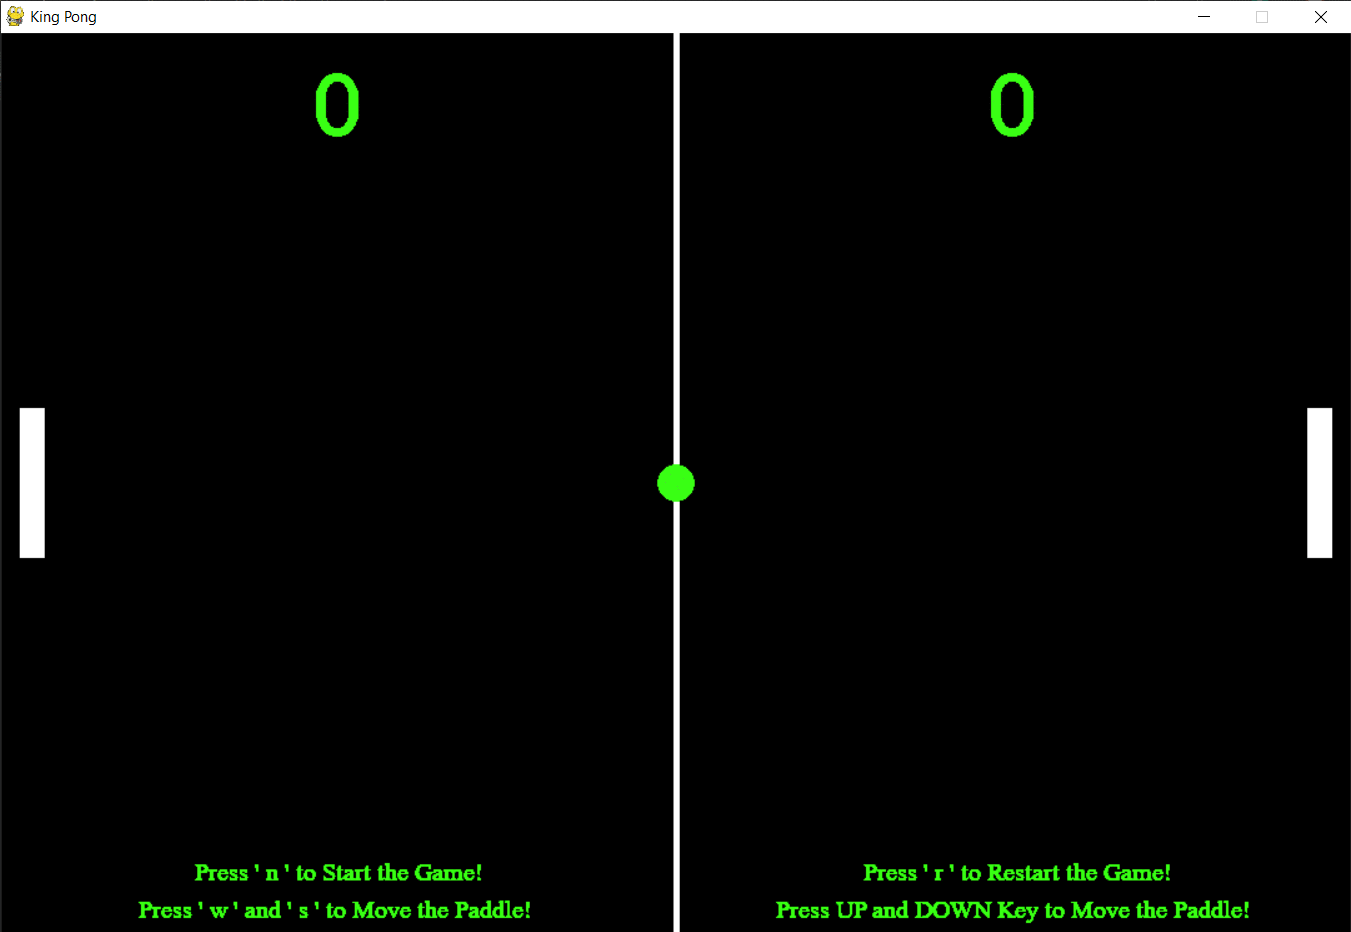 King Pong
0 0
Press ' n ' to Start the Game!
Press ' w ' and ' s ' to Move the Paddle!
Press ' r ' to Restart the Game!
Press UP and DOWN Key to Move the Paddle!